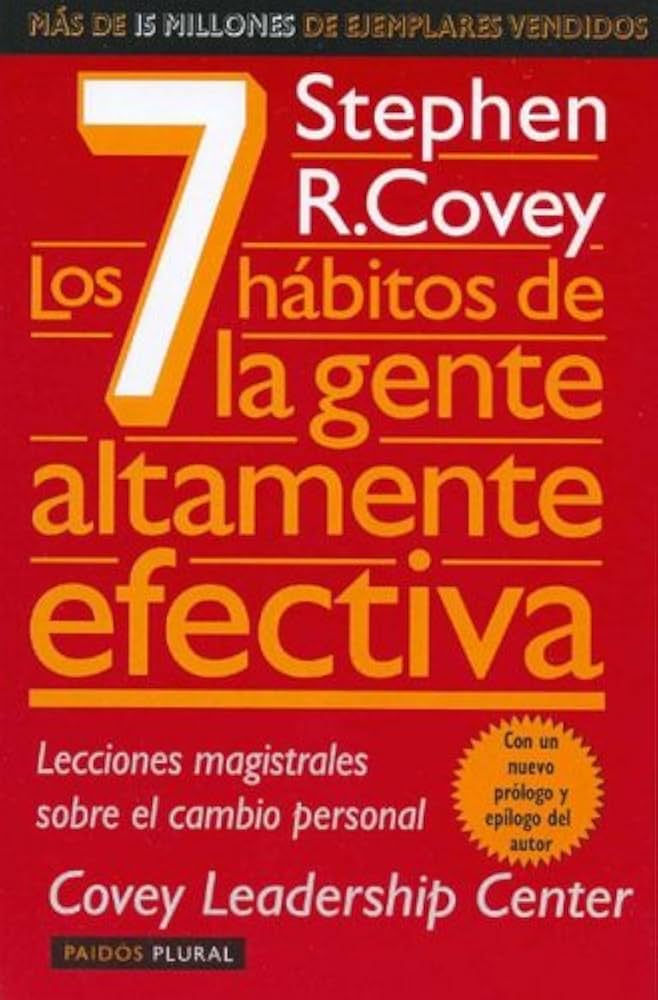 MÁS DE 15 MILLONES DE EJEMPLARES VENDIDOS
Stephen
R.Covey
Los 7 hábitos de
la gente
altamente
efectiva
Lecciones magistrales
sobre el cambio personal
Con un
nuevo
prólogo y
epílogo del
autor
Covey Leadership Center
PAIDÓS PLURAL